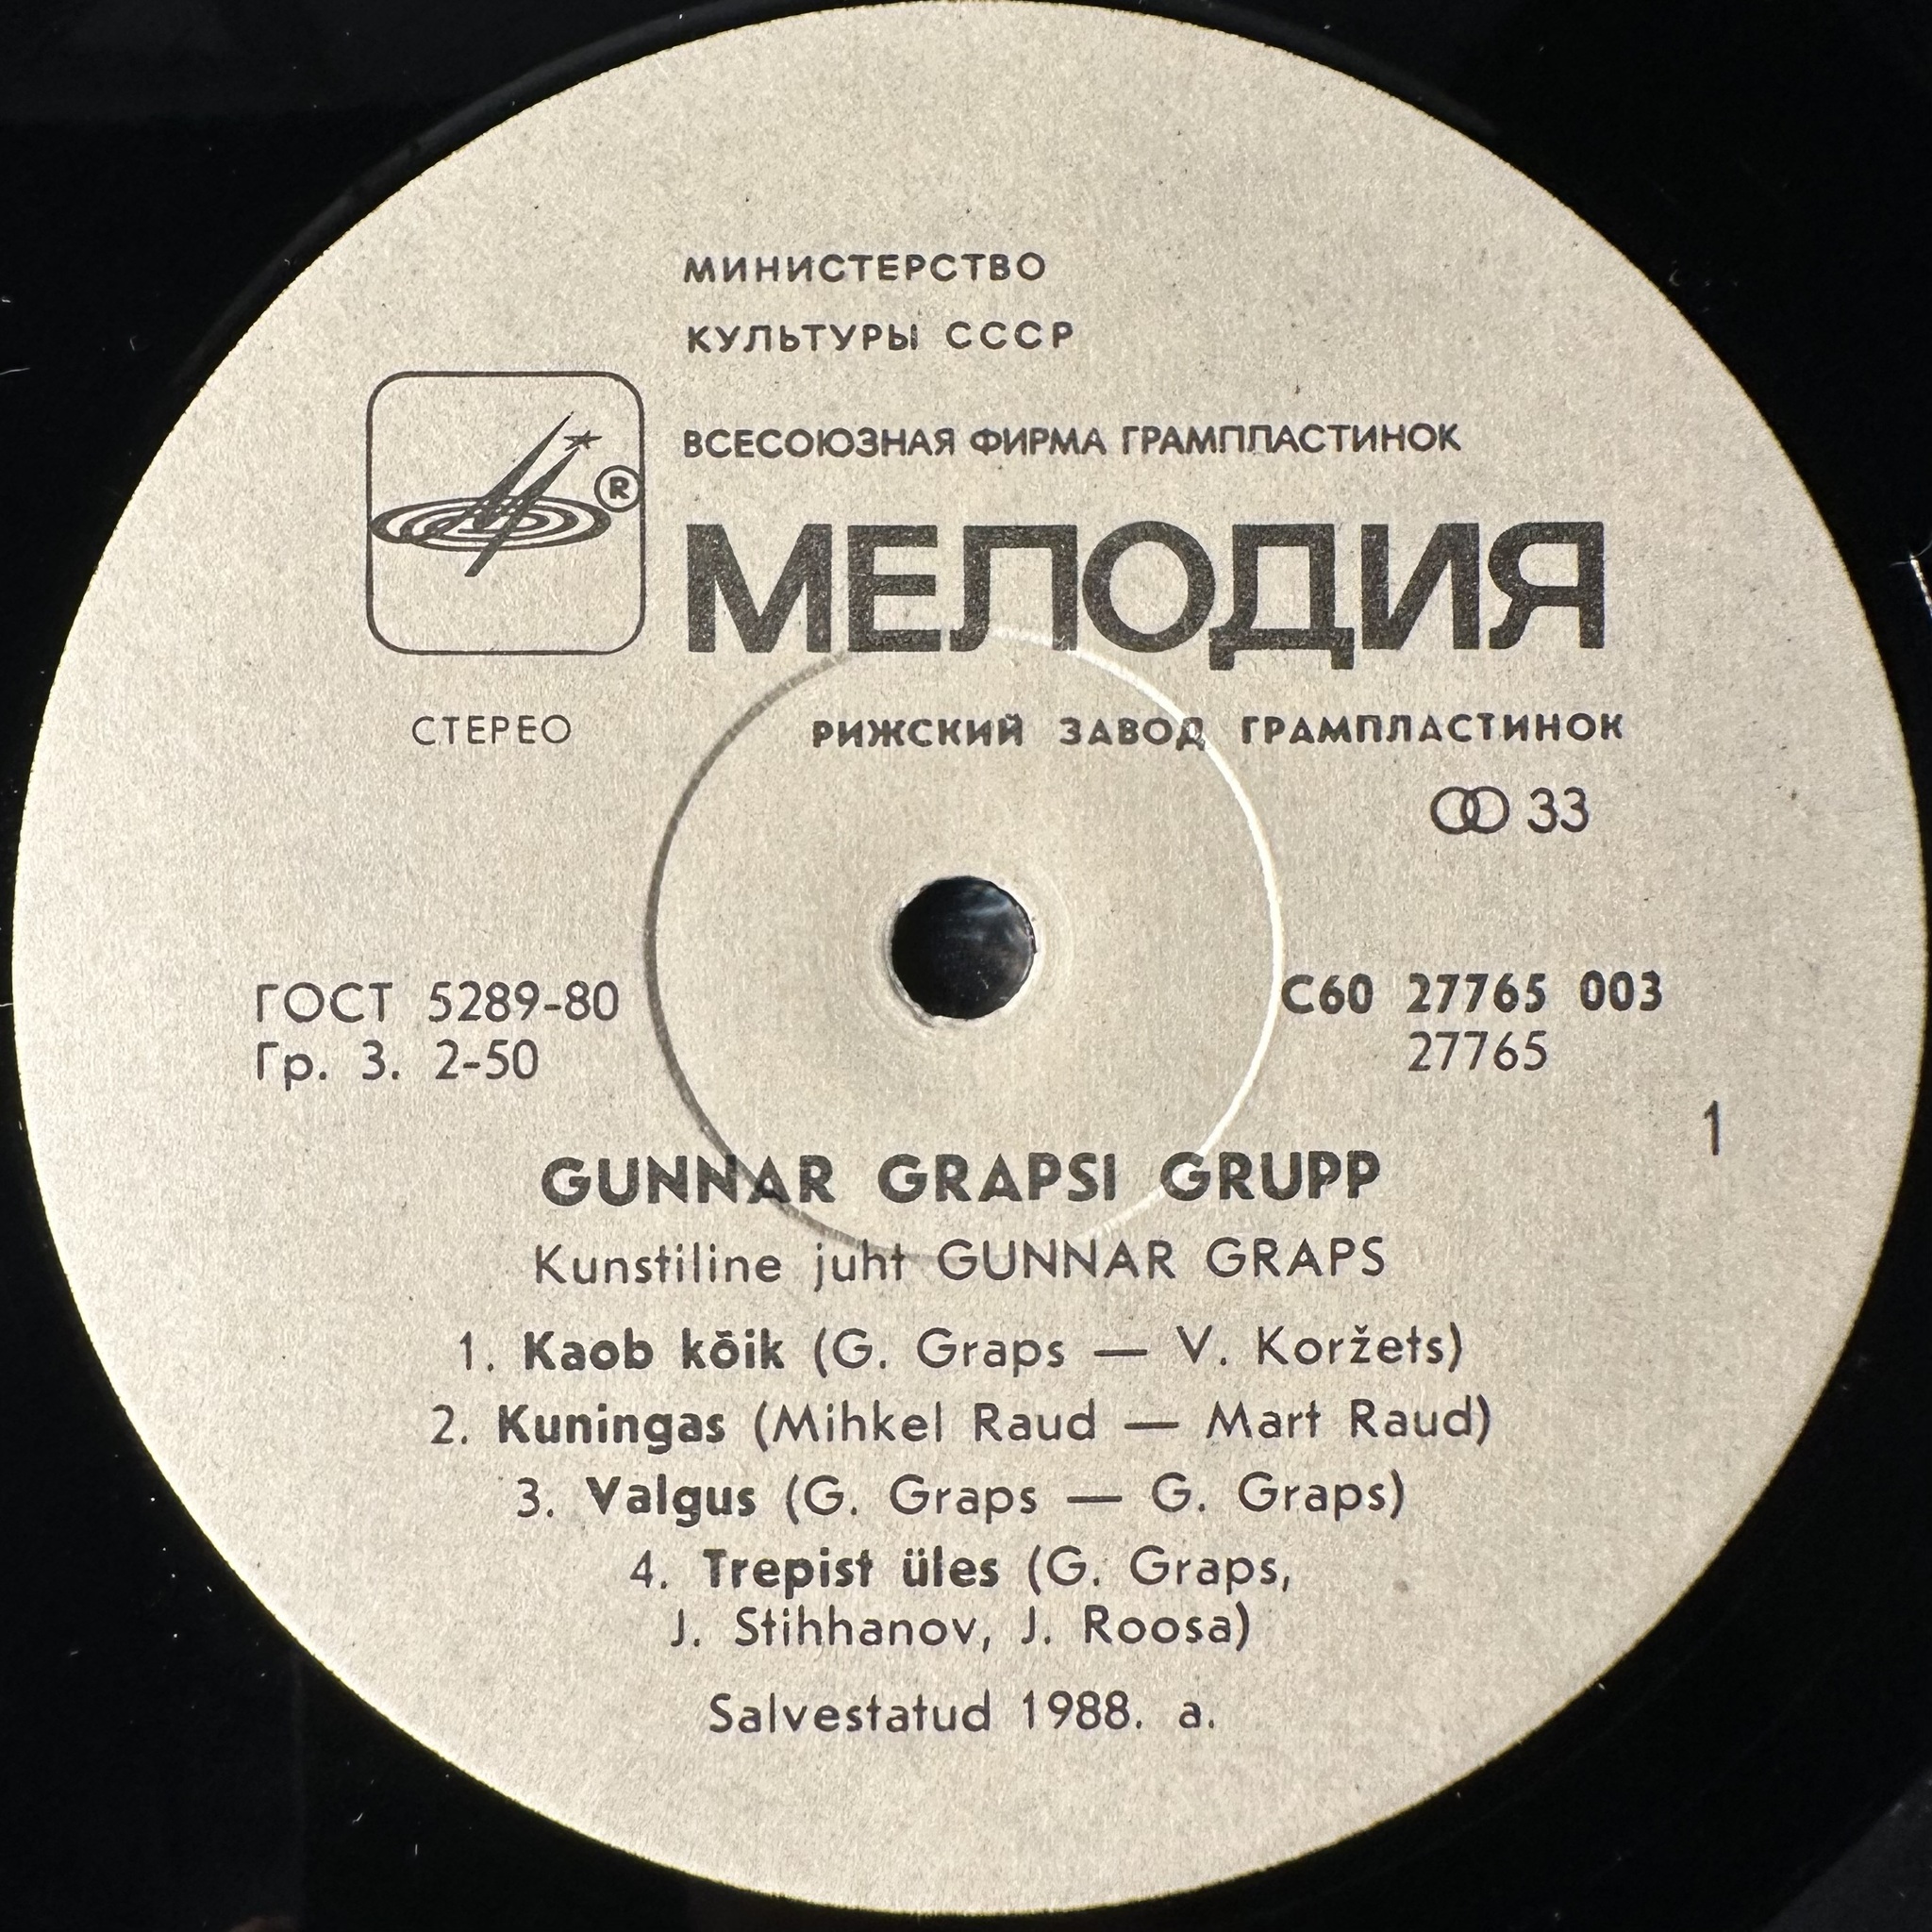 МИНИСТЕРСТВО
КУЛЬТУРЫ СССР
ВСЕСОЮЗНАЯ ФИРМА ГРАМПЛАСТИНОК
®
МЕЛОДИЯ
СТЕРЕО
РИЖСКИЙ ЗАВОД ГРАМПЛАСТИНОК
33
ГОСТ 5289-80
Гр. 3. 2-50
С60 27765 003
27765
1
GUNNAR GRAPSI GRUPP
Kunstiline juht GUNNAR GRAPS
1. Kaob kõik (G. Graps — V. Koržets)
2. Kuningas (Mihkel Raud — Mart Raud)
3. Valgus (G. Graps — G. Graps)
4. Trepist üles (G. Graps,
J. Stihhanov, J. Roosa)
Salvestatud 1988. a.